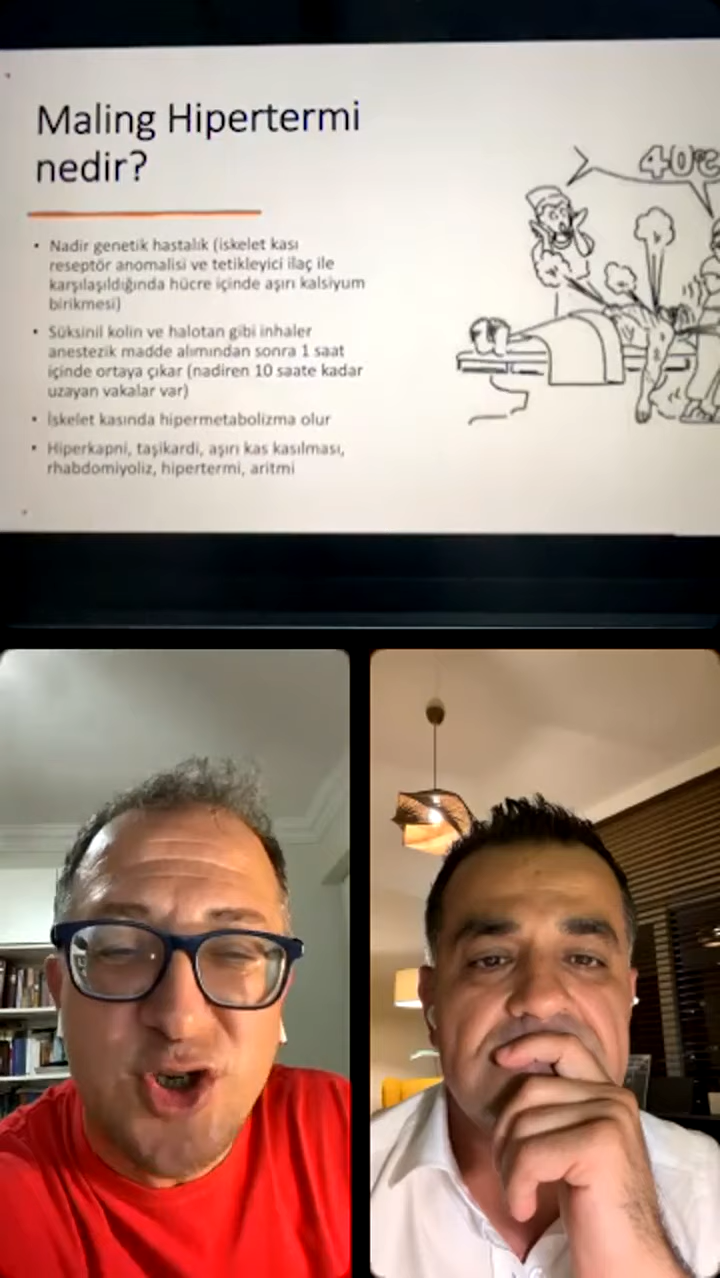 Maling Hipertermi
nedir?
• Nadir genetik hastalık (iskelet kası
reseptör anomalisi ve tetikleyici ilaç ile
karşılaşıldığında hücre içinde aşırı kalsiyum
birikmesi)
• Süksinil kolin ve halotan gibi inhaler
anestezik madde alımından sonra 1 saat
içinde ortaya çıkar (nadiren 10 saate kadar
uzayan vakalar var)
• İskelet kasında hipermetabolizma olur
• Hiperkapni, taşikardi, aşırı kas kasılması,
rhabdomiyoliz, hipertermi, aritmi
40°C